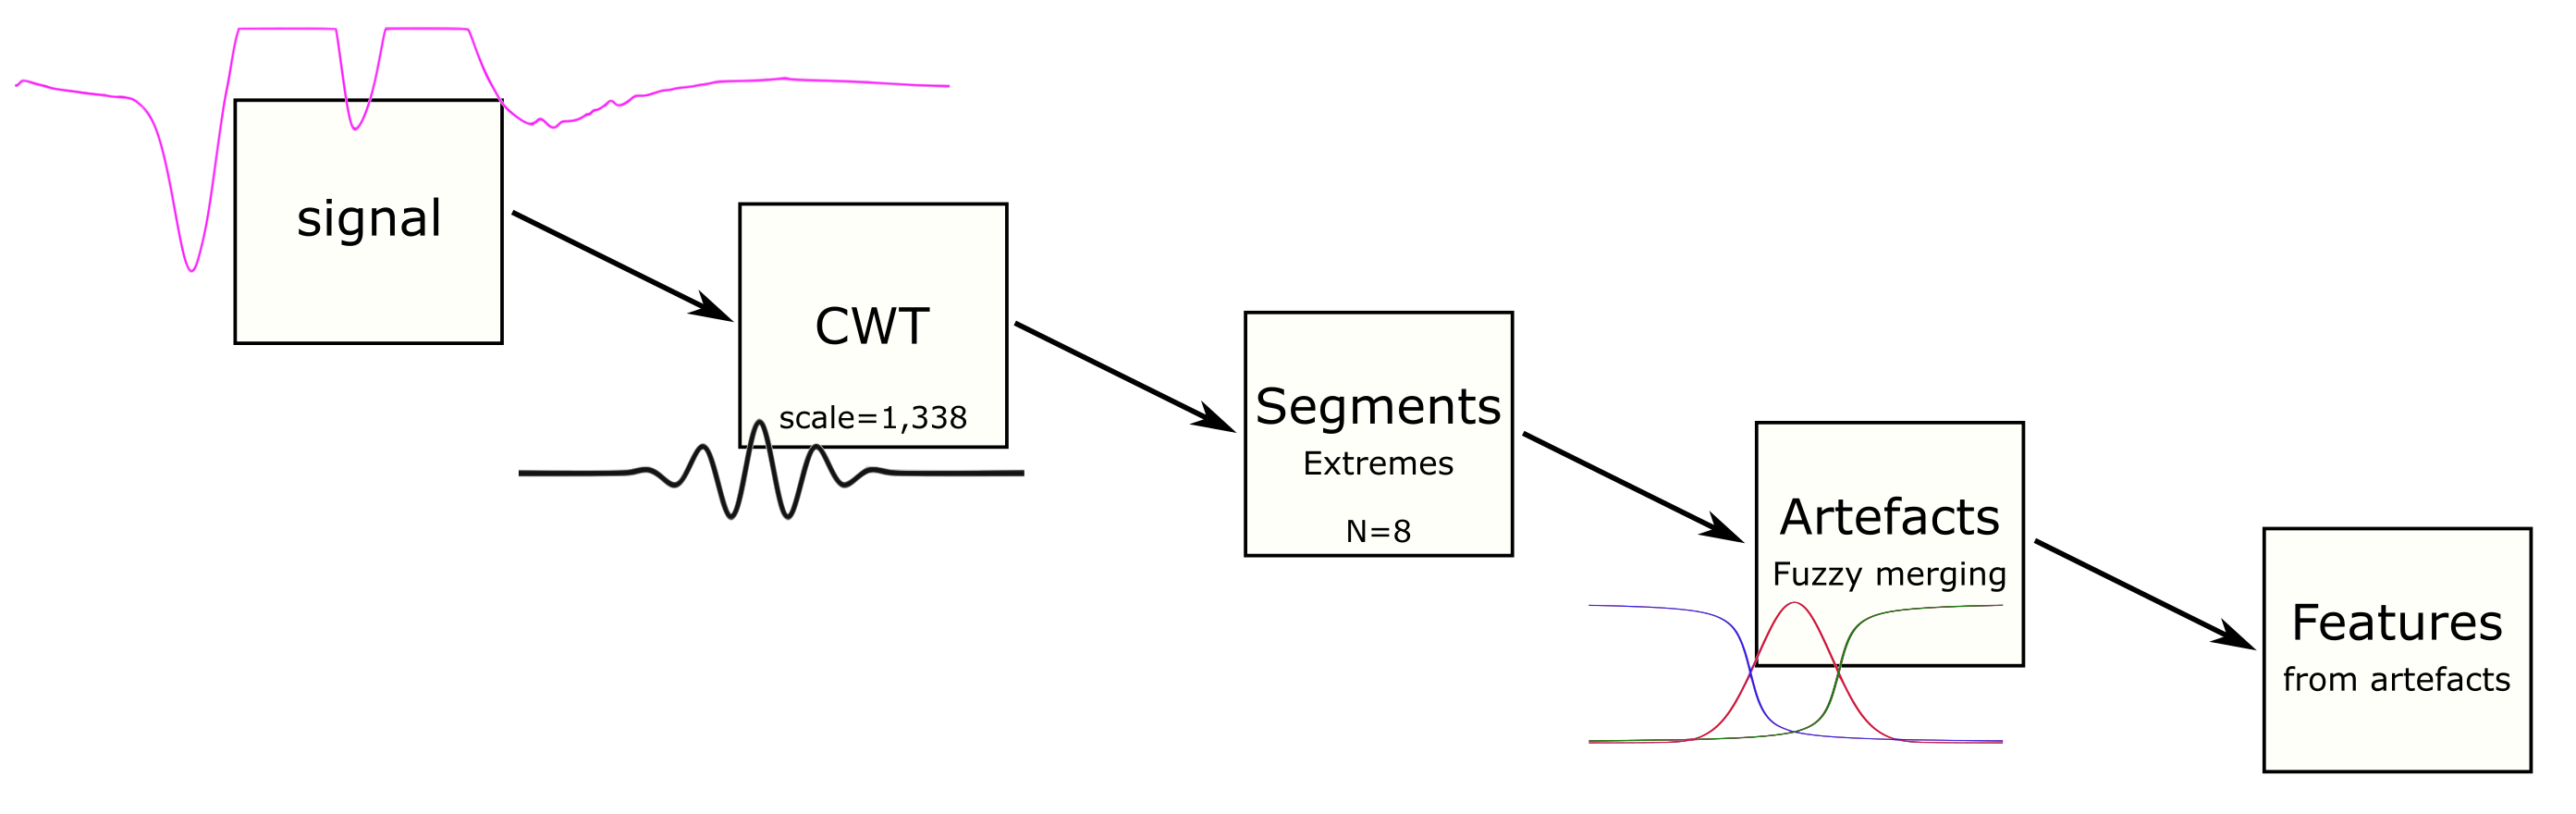 signal
CWT
scale=1,338
Segments
Extremes
N=8
Artefacts
Fuzzy merging
Features
from artefacts